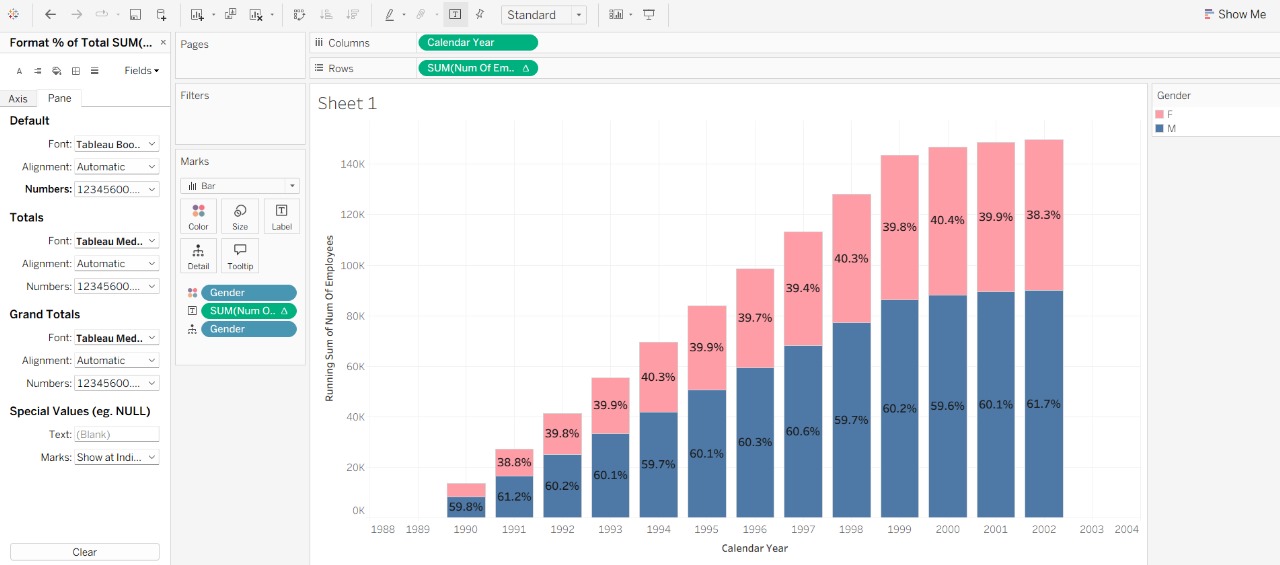 Standard
Show Me
Format % of Total SUM(... ×
Fields
Axis Pane
Default
Font: Tableau Boo..
Alignment: Automatic
Numbers: 12345600....
Totals
Font: Tableau Med..
Alignment: Automatic
Numbers: 12345600....
Grand Totals
Font: Tableau Med..
Alignment: Automatic
Numbers: 12345600....
Special Values (eg. NULL)
Text: (Blank)
Marks: Show at Indi...
Clear
Pages
Filters
Marks
Bar
Color Size Label
Detail Tooltip
Gender
SUM(Num O.. Δ
Gender
Columns Calendar Year
Rows SUM(Num Of Em.. Δ
Sheet 1
Running Sum of Num Of Employees
140K
120K
100K
80K
60K
40K
20K
0K
59.8%
38.8%
61.2%
39.8%
60.2%
39.9%
60.1%
40.3%
59.7%
39.9%
60.1%
39.7%
60.3%
39.4%
60.6%
40.3%
59.7%
39.8%
60.2%
40.4%
59.6%
39.9%
60.1%
38.3%
61.7%
1988 1989 1990 1991 1992 1993 1994 1995 1996 1997 1998 1999 2000 2001 2002 2003 2004
Calendar Year
Gender
F
M